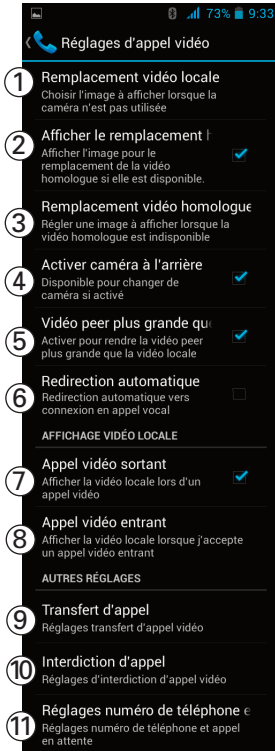 73% 9:33
Réglages d'appel vidéo
1 Remplacement vidéo locale
Choisir l'image à afficher lorsque la
caméra n'est pas utilisée
2 Afficher le remplacement h
Afficher l'image pour le
remplacement de la vidéo
homologue si elle est disponible.
3 Remplacement vidéo homologue
Régler une image à afficher lorsque la
vidéo homologue est indisponible
4 Activer caméra à l'arrière
Disponible pour changer de
caméra si activé
5 Vidéo peer plus grande que
Activer pour rendre la vidéo peer
plus grande que la vidéo locale
6 Redirection automatique
Redirection automatique vers
connexion en appel vocal
AFFICHAGE VIDÉO LOCALE
7 Appel vidéo sortant
Afficher la vidéo locale lors d'un
appel vidéo
8 Appel vidéo entrant
Afficher la vidéo locale lorsque j'accepte
un appel vidéo entrant
AUTRES RÉGLAGES
9 Transfert d'appel
Réglages transfert d'appel vidéo
10 Interdiction d'appel
Réglages d'interdiction d'appel vidéo
11 Réglages numéro de téléphone e
Réglages numéro de téléphone et appel
en attente